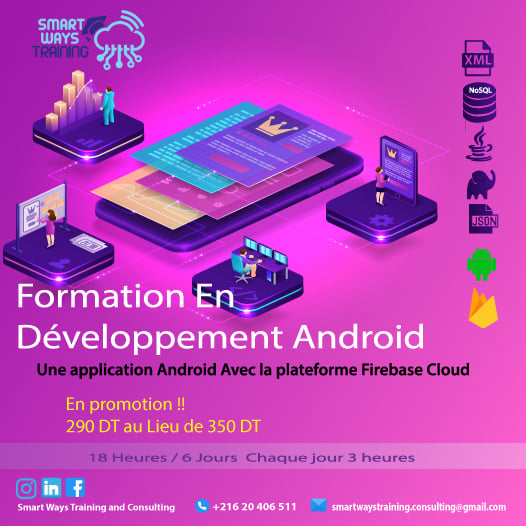 SMART
WAYS
TRAINING
XML
NoSQL
JSON
Formation En
Développement Android
Une application Android Avec la plateforme Firebase Cloud
En promotion !!
290 DT au Lieu de 350 DT
18 Heures / 6 Jours Chaque jour 3 heures
Smart Ways Training and Consulting
+216 20 406 511
smartwaystraining.consulting@gmail.com